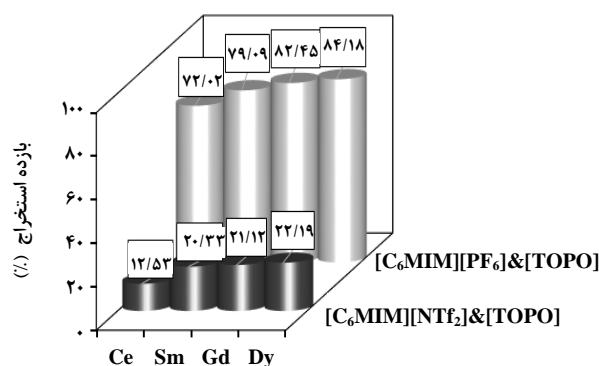 ۷۲/۰۲ ۷۹/۰۹ ۸۲/۴۵ ۸۴/۱۸
۱۰۰
۸۰
۶۰
۴۰
۲۰
۰
بازده استخراج (%)
۱۲/۵۳ ۲۰/۳۳ ۲۱/۱۲ ۲۲/۱۹
[C₆MIM][PF₆]&[TOPO]
[C₆MIM][NTf₂]&[TOPO]
Ce Sm Gd Dy